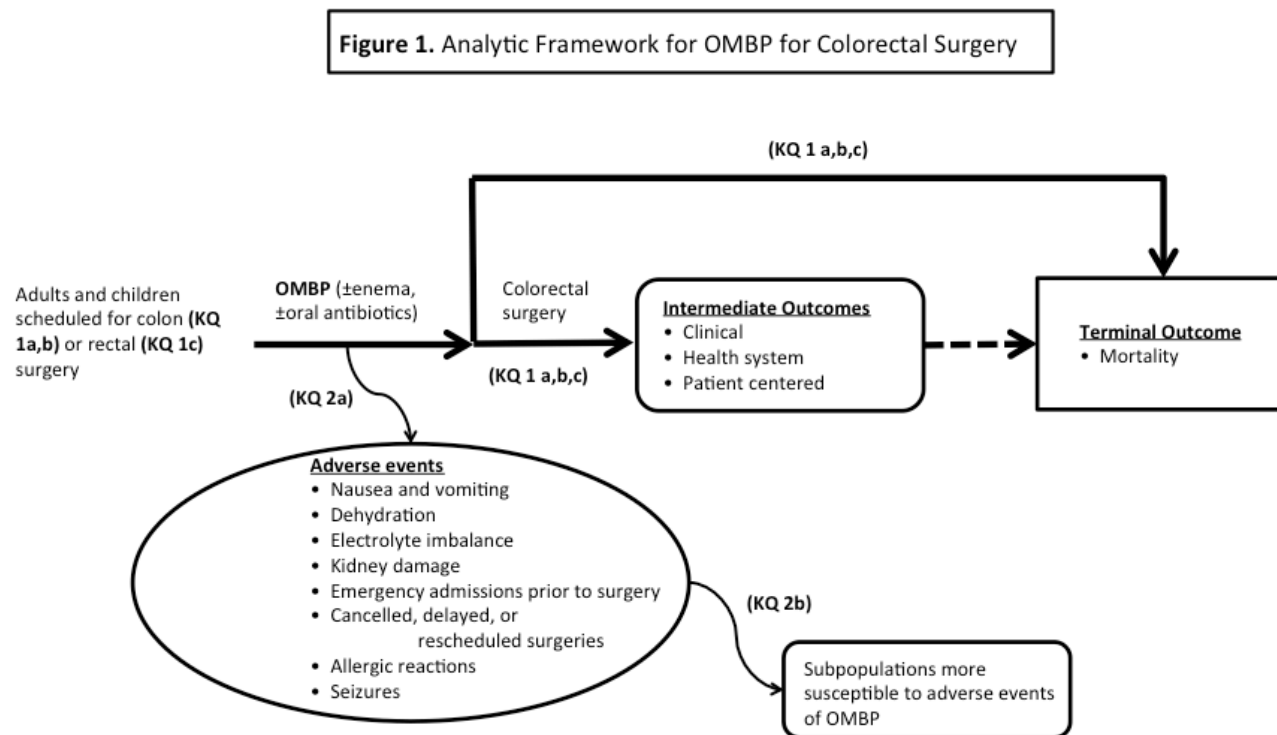 Figure 1. Analytic Framework for OMBP for Colorectal Surgery
(KQ 1 a,b,c)
Adults and children
scheduled for colon (KQ
1a,b) or rectal (KQ 1c)
surgery
OMBP (±enema,
±oral antibiotics)
Colorectal
surgery
(KQ 1 a,b,c)
Intermediate Outcomes
• Clinical
• Health system
• Patient centered
Terminal Outcome
• Mortality
(KQ 2a)
Adverse events
• Nausea and vomiting
• Dehydration
• Electrolyte imbalance
• Kidney damage
• Emergency admissions prior to surgery
• Cancelled, delayed, or
rescheduled surgeries
• Allergic reactions
• Seizures
(KQ 2b)
Subpopulations more
susceptible to adverse events
of OMBP